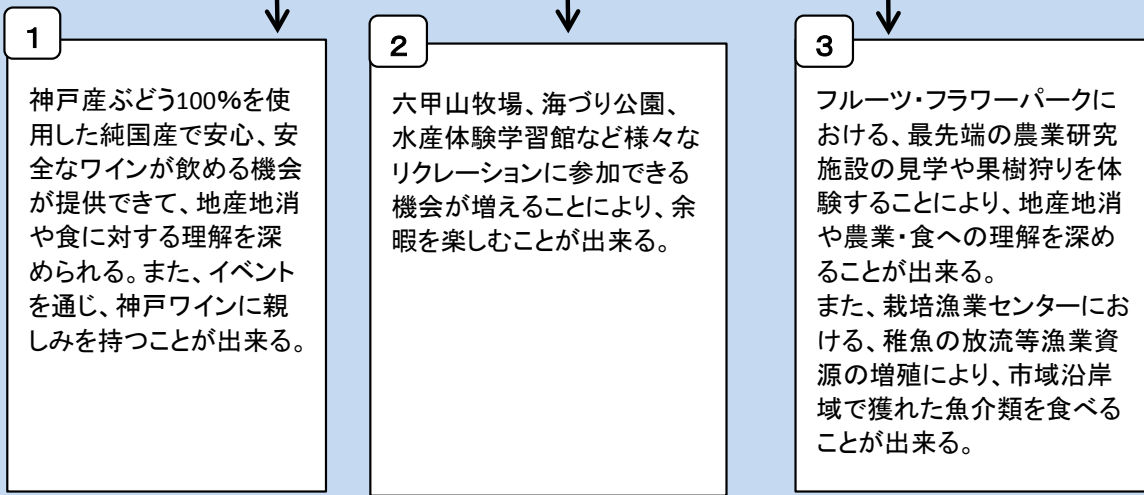 1
神戸産ぶどう100%を使
用した純国産で安心、安
全なワインが飲める機会
が提供できて、地産地消
や食に対する理解を深
められる。また、イベント
を通じ、神戸ワインに親
しみを持つことが出来る。
2
六甲山牧場、海づり公園、
水産体験学習館など様々な
リクレーションに参加できる
機会が増えることにより、余
暇を楽しむことが出来る。
3
フルーツ・フラワーパークに
おける、最先端の農業研究
施設の見学や果樹狩りを体
験することにより、地産地消
や農業・食への理解を深め
ることが出来る。
また、栽培漁業センターにお
ける、稚魚の放流等漁業資
源の増殖により、市域沿岸
域で獲れた魚介類を食べる
ことが出来る。